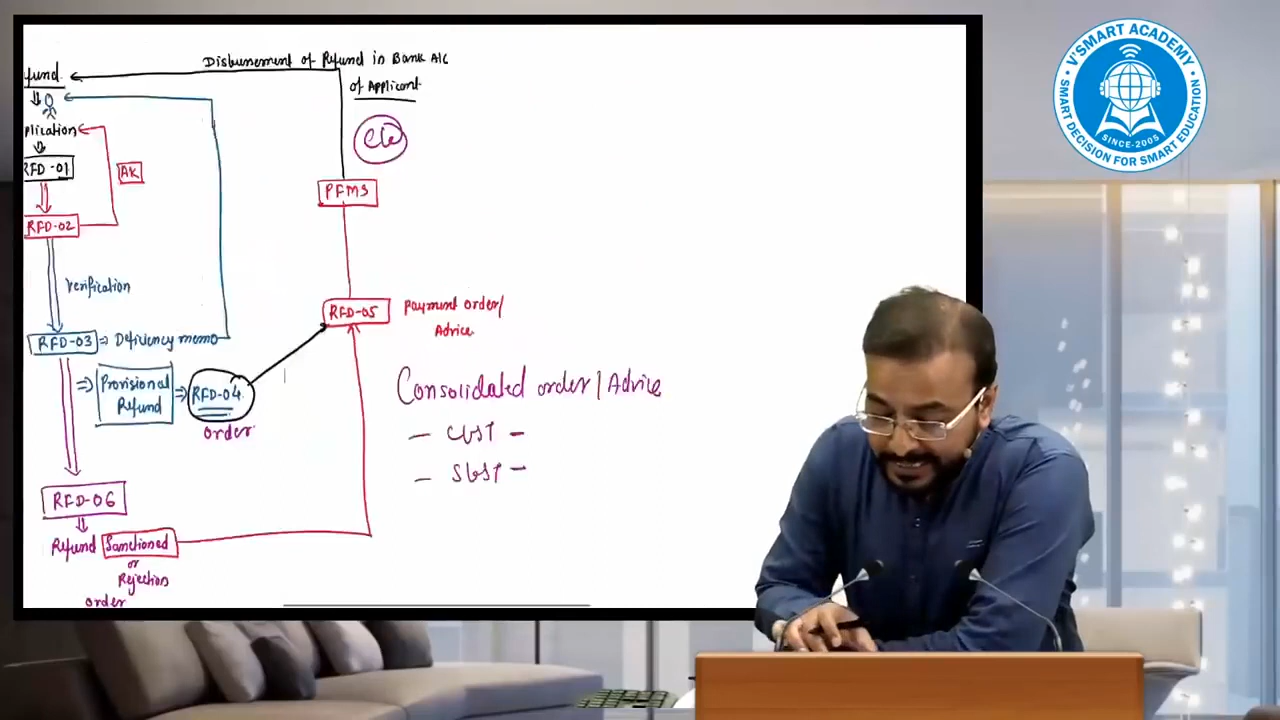 Disbursement of Refund in Bank A/c
of Applicant
efund
plication
RFD-01
AK
RFD-02
PFMS
verification
RFD-05
Payment order/
Advice
RFD-03 ⇒ Deficiency memo
⇒ Provisional
Refund ⇒ RFD-04
order
Consolidated order/Advice
- CGST -
- SGST -
RFD-06
Refund Sanctioned
or
Rejection
order
V'SMART ACADEMY
SMART DECISION FOR SMART EDUCATION
SINCE-2005